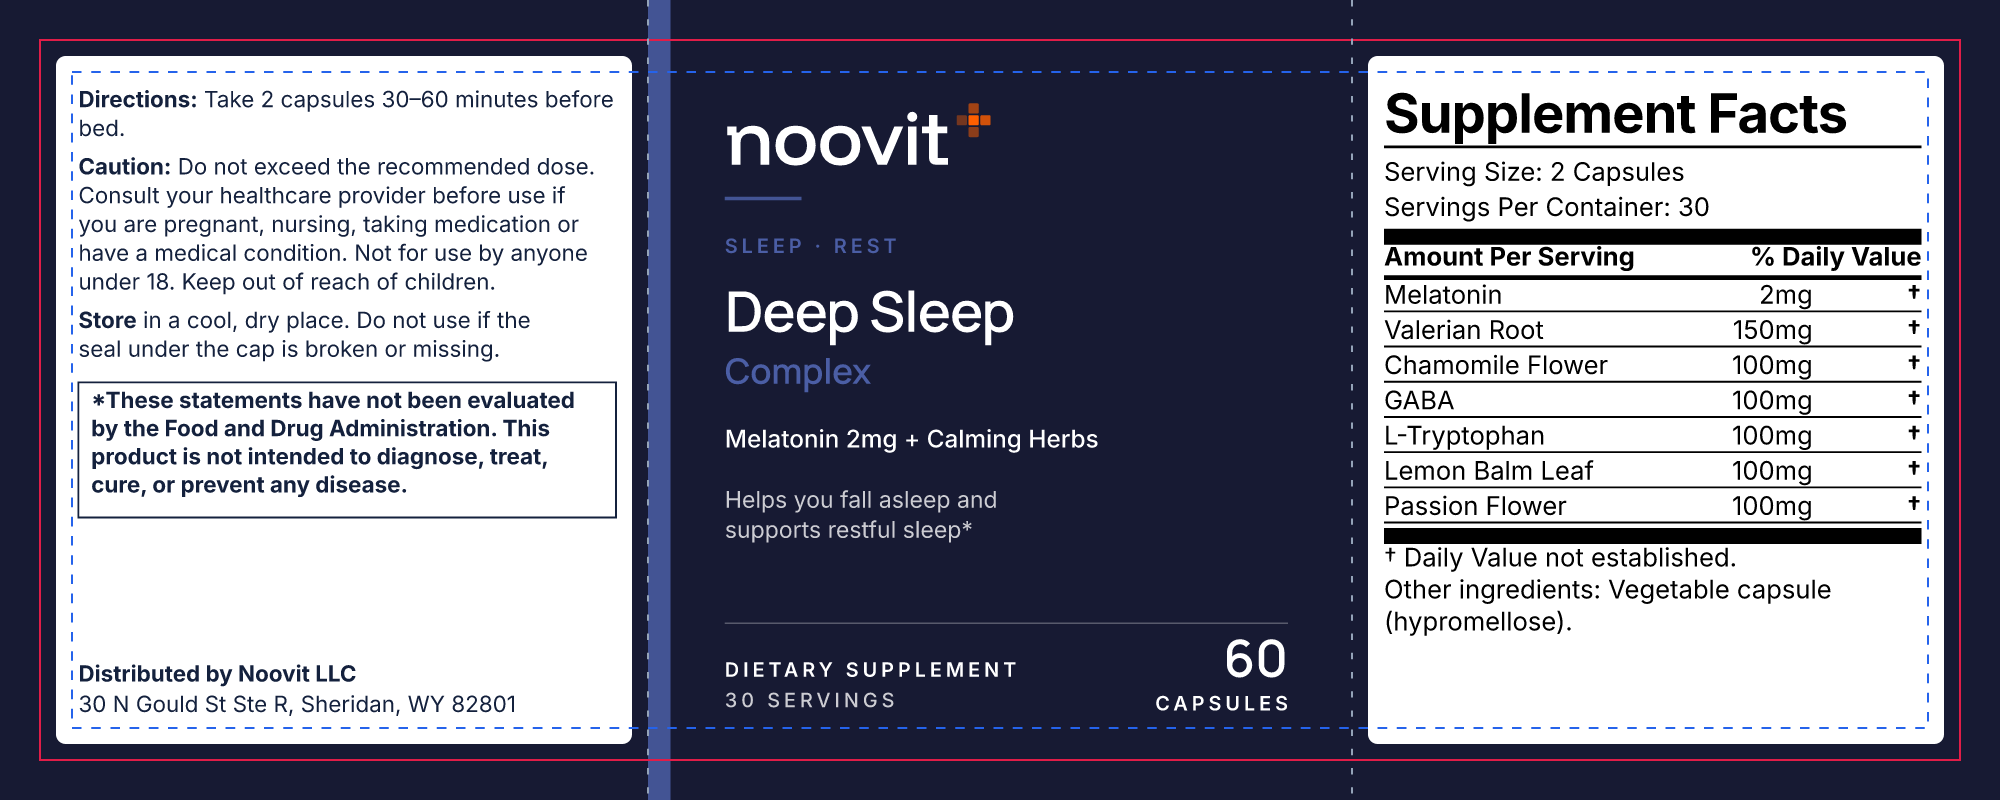 Directions: Take 2 capsules 30–60 minutes before
bed.
Caution: Do not exceed the recommended dose.
Consult your healthcare provider before use if
you are pregnant, nursing, taking medication or
have a medical condition. Not for use by anyone
under 18. Keep out of reach of children.
Store in a cool, dry place. Do not use if the
seal under the cap is broken or missing.
*These statements have not been evaluated
by the Food and Drug Administration. This
product is not intended to diagnose, treat,
cure, or prevent any disease.
Distributed by Noovit LLC
30 N Gould St Ste R, Sheridan, WY 82801
noovit
SLEEP · REST
Deep Sleep
Complex
Melatonin 2mg + Calming Herbs
Helps you fall asleep and
supports restful sleep*
DIETARY SUPPLEMENT
30 SERVINGS
60
CAPSULES
Supplement Facts
Serving Size: 2 Capsules
Servings Per Container: 30
Amount Per Serving % Daily Value
Melatonin 2mg †
Valerian Root 150mg †
Chamomile Flower 100mg †
GABA 100mg †
L-Tryptophan 100mg †
Lemon Balm Leaf 100mg †
Passion Flower 100mg †
† Daily Value not established.
Other ingredients: Vegetable capsule
(hypromellose).